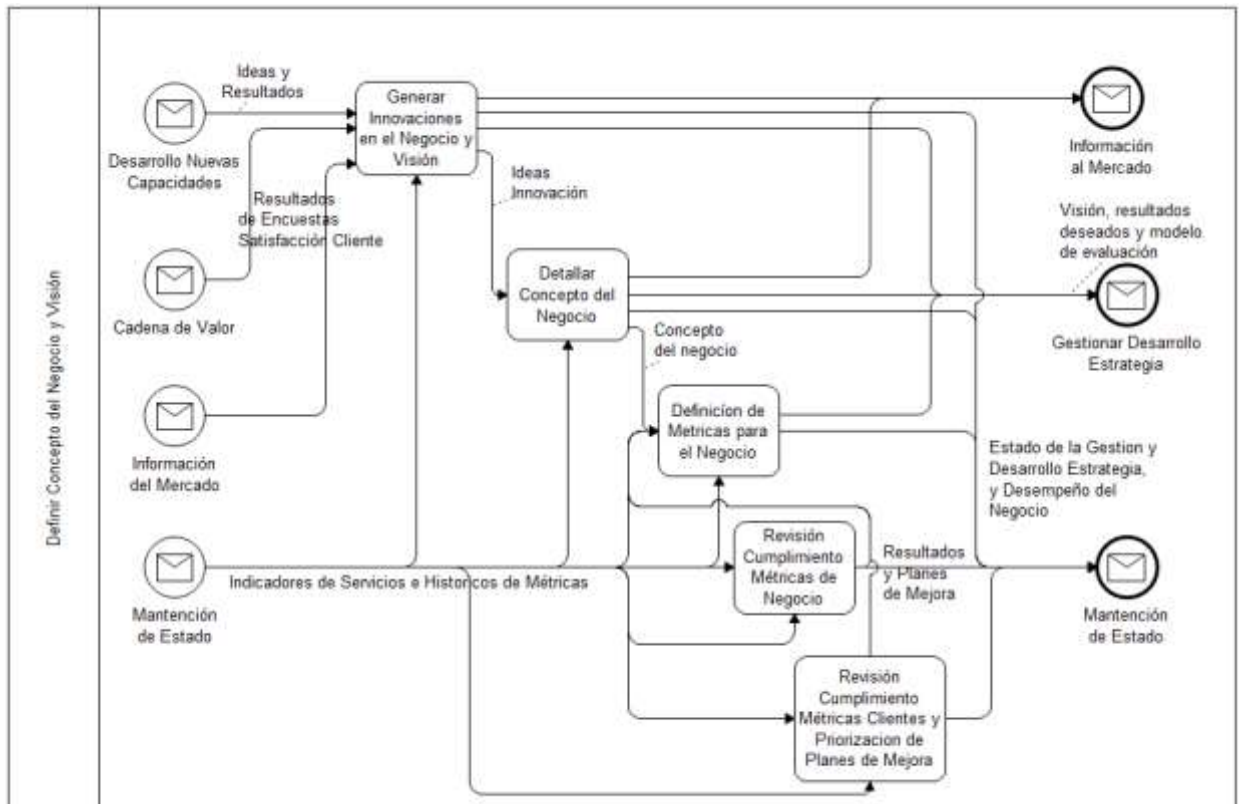 Definir Concepto del Negocio y Visión
Ideas y
Resultados
Desarrollo Nuevas
Capacidades
Generar
Innovaciones
en el Negocio y
Visión
Información
al Mercado
Ideas
Innovación
Resultados
de Encuestas
Satisfacción Cliente
Cadena de Valor
Detallar
Concepto del
Negocio
Visión, resultados
deseados y modelo
de evaluación
Gestionar Desarrollo
Estrategia
Concepto
del negocio
Información
del Mercado
Definicíon de
Metricas para
el Negocio
Estado de la Gestion y
Desarrollo Estrategia,
y Desempeño del
Negocio
Indicadores de Servicios e Historicos de Métricas
Mantención
de Estado
Revisión
Cumplimiento
Métricas de
Negocio
Resultados
y Planes
de Mejora
Mantención
de Estado
Revisión
Cumplimiento
Métricas Clientes y
Priorizacion de
Planes de Mejora